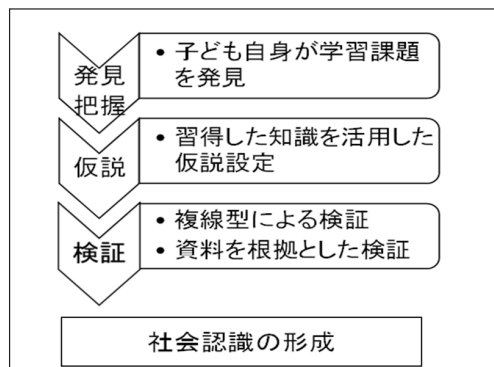 発見
把握
• 子ども自身が学習課題
を発見
仮説
• 習得した知識を活用した
仮説設定
検証
• 複線型による検証
• 資料を根拠とした検証
社会認識の形成